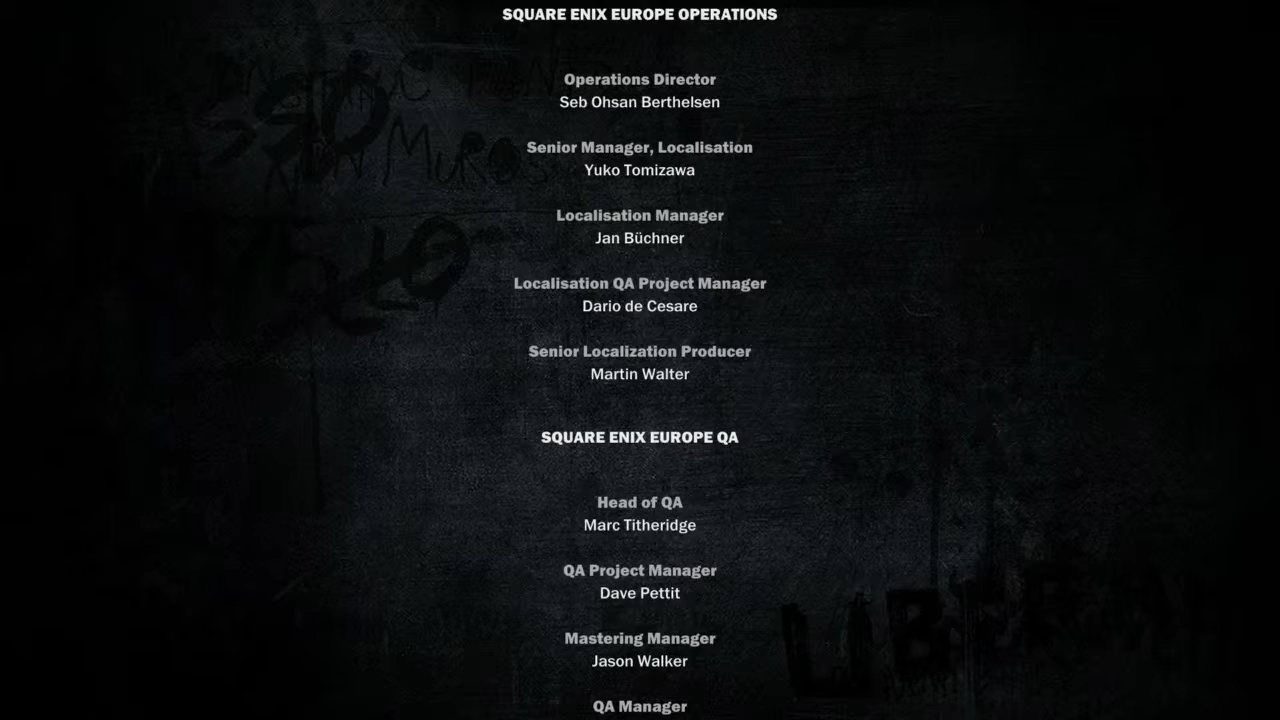 SQUARE ENIX EUROPE OPERATIONS
Operations Director
Seb Ohsan Berthelsen
Senior Manager, Localisation
Yuko Tomizawa
Localisation Manager
Jan Büchner
Localisation QA Project Manager
Dario de Cesare
Senior Localization Producer
Martin Walter
SQUARE ENIX EUROPE QA
Head of QA
Marc Titheridge
QA Project Manager
Dave Pettit
Mastering Manager
Jason Walker
QA Manager